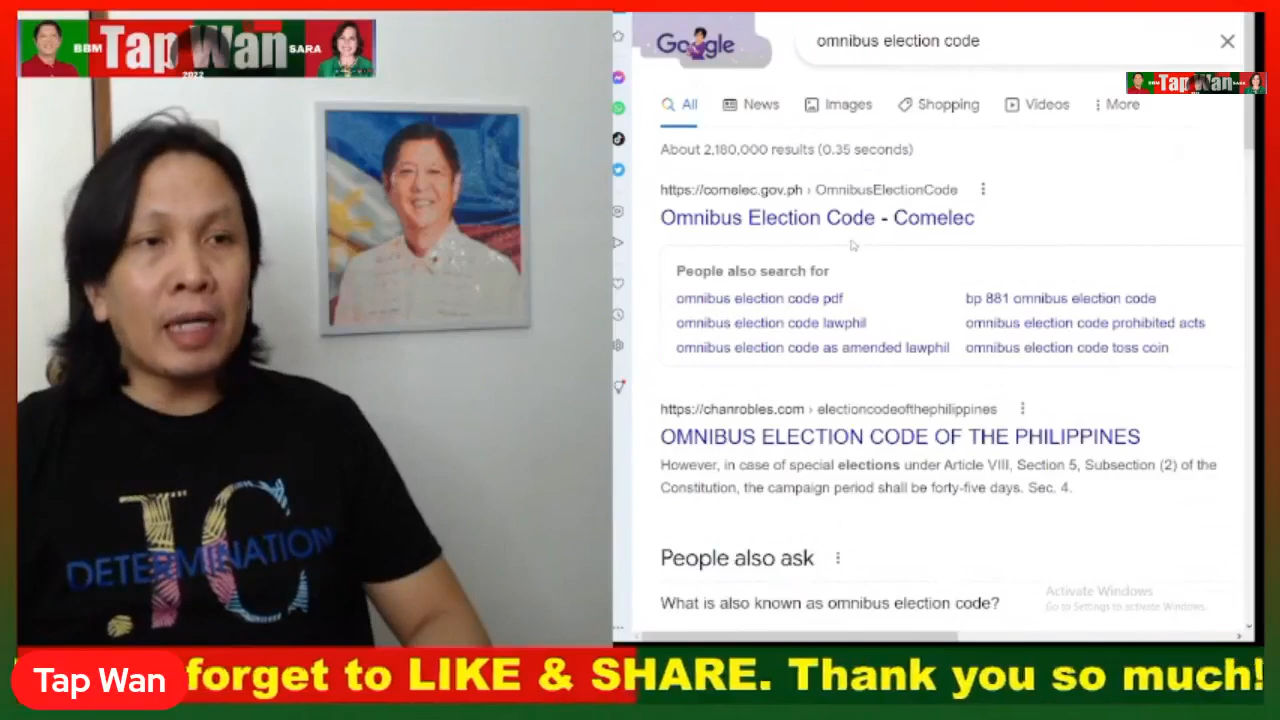 BBM Tap Wan SARA
2022
Google
omnibus election code
BBM Tap Wan SARA
All News Images Shopping Videos More
About 2,180,000 results (0.35 seconds)
https://comelec.gov.ph › OmnibusElectionCode
Omnibus Election Code - Comelec
People also search for
omnibus election code pdf
bp 881 omnibus election code
omnibus election code lawphil
omnibus election code prohibited acts
omnibus election code as amended lawphil
omnibus election code toss coin
https://chanrobles.com › electioncodeofthephilippines
OMNIBUS ELECTION CODE OF THE PHILIPPINES
However, in case of special elections under Article VIII, Section 5, Subsection (2) of the
Constitution, the campaign period shall be forty-five days. Sec. 4.
People also ask
What is also known as omnibus election code?
Activate Windows
Go to Settings to activate Windows.
.JC
DETERMINATION
Tap Wan
forget to LIKE & SHARE. Thank you so much!